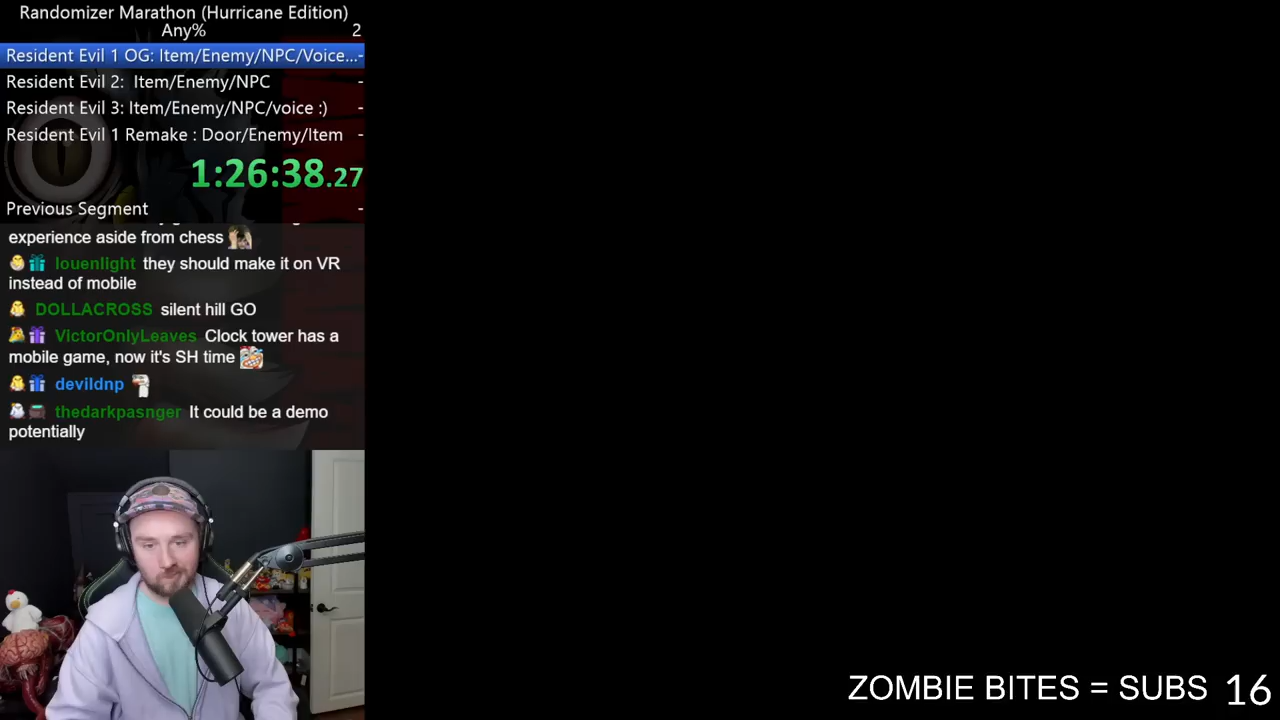 Randomizer Marathon (Hurricane Edition)
Any% 2
Resident Evil 1 OG: Item/Enemy/NPC/Voice... -
Resident Evil 2: Item/Enemy/NPC -
Resident Evil 3: Item/Enemy/NPC/voice :) -
Resident Evil 1 Remake : Door/Enemy/Item -
1:26:38.27
Previous Segment -
experience aside from chess
louenlight they should make it on VR
instead of mobile
DOLLACROSS silent hill GO
VictorOnlyLeaves Clock tower has a
mobile game, now it's SH time
devildnp
thedarkpasnger It could be a demo
potentially
ZOMBIE BITES = SUBS 16